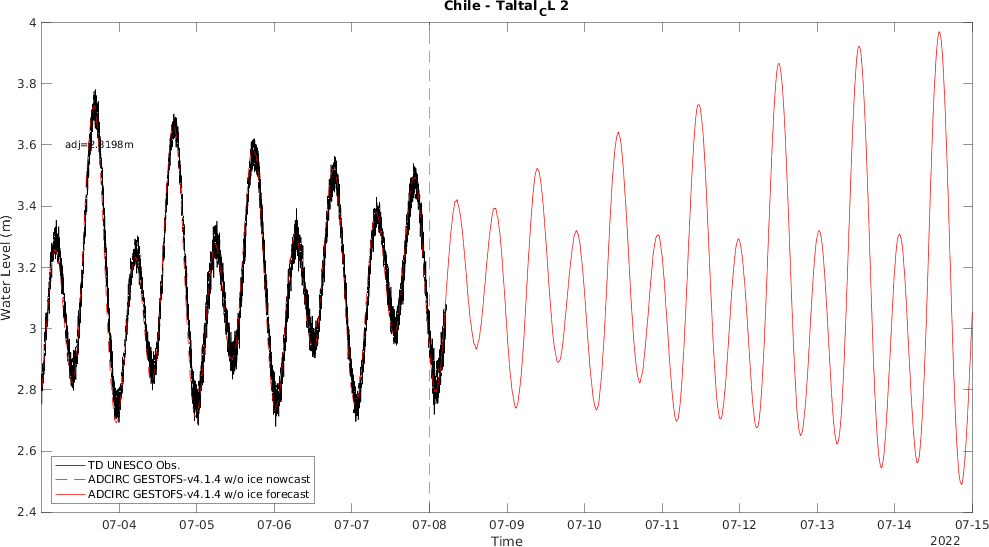 Chile - Taltal_CL 2
4
3.8
3.6
3.4
3.2
3
2.8
2.6
2.4
Water Level (m)
adj=2.8198m
TD UNESCO Obs.
ADCIRC GESTOFS-v4.1.4 w/o ice nowcast
ADCIRC GESTOFS-v4.1.4 w/o ice forecast
07-04 07-05 07-06 07-07 07-08 07-09 07-10 07-11 07-12 07-13 07-14 07-15
Time
2022